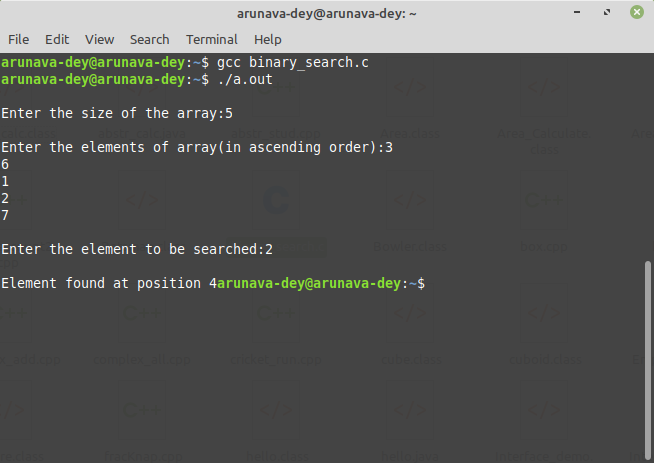 arunava-dey@arunava-dey: ~
File Edit View Search Terminal Help
arunava-dey@arunava-dey:~$ gcc binary_search.c
arunava-dey@arunava-dey:~$ ./a.out
Enter the size of the array:5
Enter the elements of array(in ascending order):3
6
1
2
7
Enter the element to be searched:2
Element found at position 4arunava-dey@arunava-dey:~$